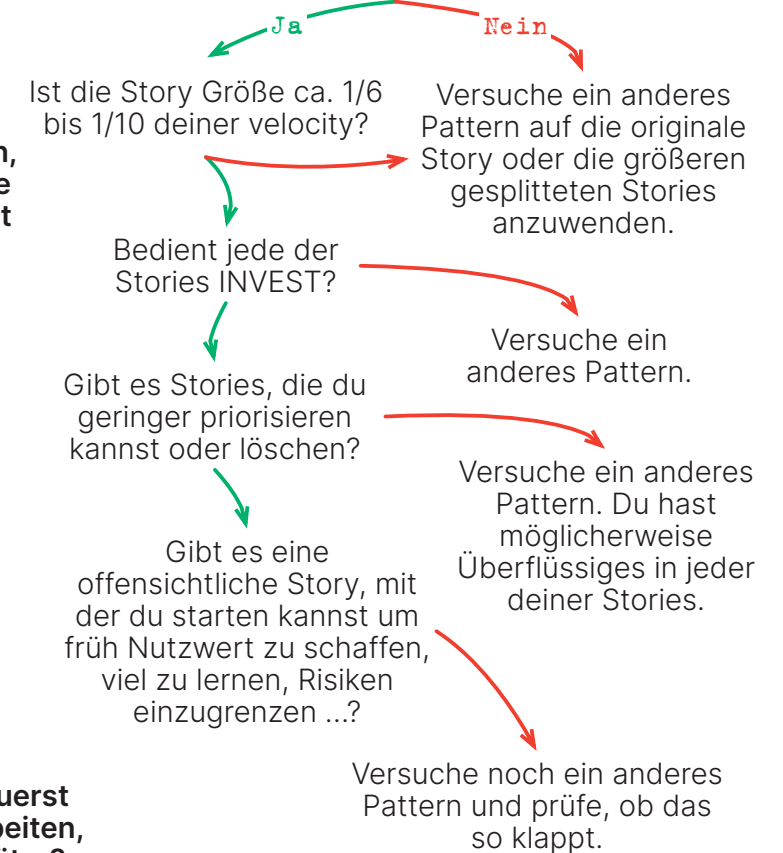 Ja
Nein
Ist die Story Größe ca. 1/6
bis 1/10 deiner velocity?
Versuche ein anderes
Pattern auf die originale
Story oder die größeren
gesplitteten Stories
anzuwenden.
Bedient jede der
Stories INVEST?
Versuche ein
anderes Pattern.
Gibt es Stories, die du
geringer priorisieren
kannst oder löschen?
Versuche ein anderes
Pattern. Du hast
möglicherweise
Überflüssiges in jeder
deiner Stories.
Gibt es eine
offensichtliche Story, mit
der du starten kannst um
früh Nutzwert zu schaffen,
viel zu lernen, Risiken
einzugrenzen ...?
Versuche noch ein anderes
Pattern und prüfe, ob das
so klappt.